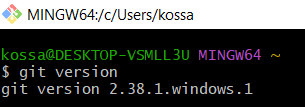 MINGW64:/c/Users/kossa
kossa@DESKTOP-VSMLL3U MINGW64 ~
$ git version
git version 2.38.1.windows.1